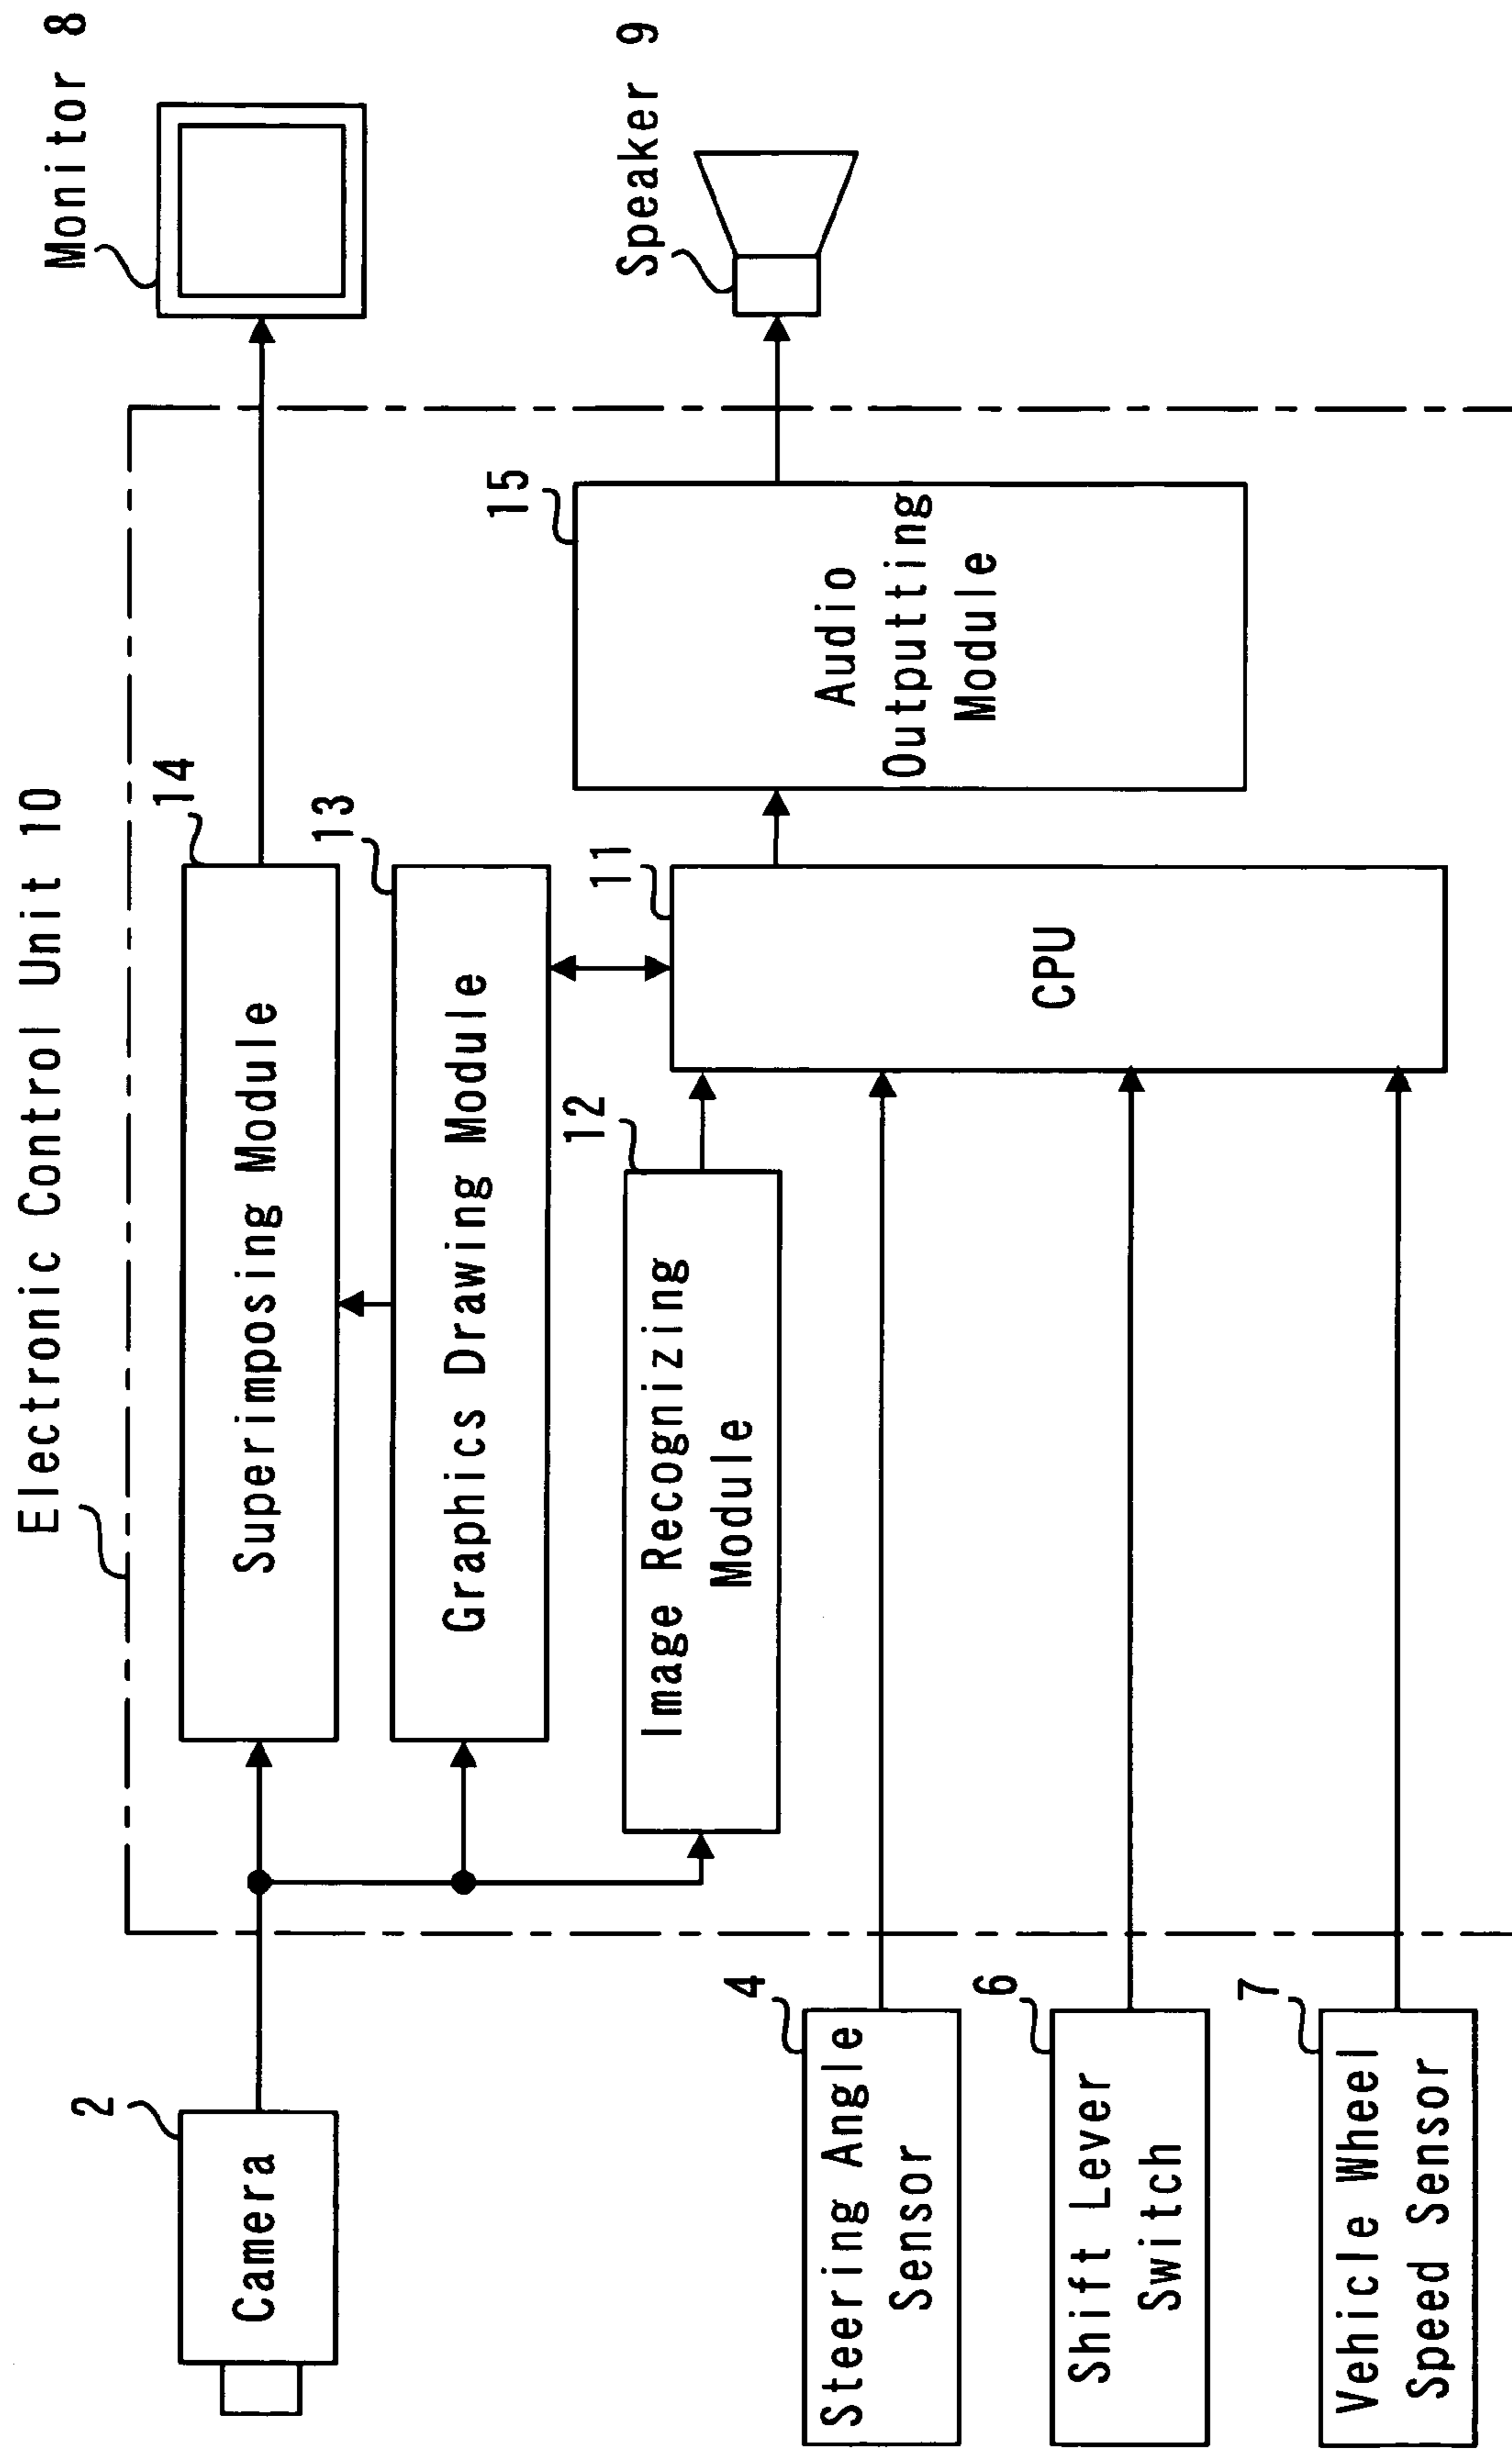 Electronic Control Unit 10
Monitor 8
2
Camera
14
Superimposing Module
13
Graphics Drawing Module
12
Image Recognizing
Module
11
CPU
15
Audio
Outputting
Module
Speaker 9
4
Steering Angle
Sensor
6
Shift Lever
Switch
7
Vehicle Wheel
Speed Sensor